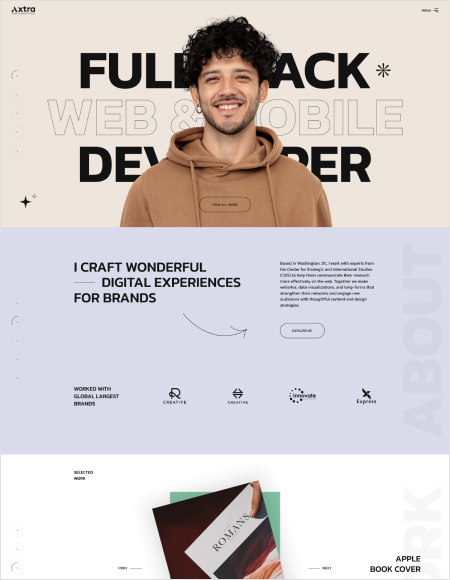 Axtra
MENU
FULL STACK
WEB & MOBILE
DEVELOPER
VIEW ALL WORK
I CRAFT WONDERFUL
DIGITAL EXPERIENCES
FOR BRANDS
Based in Washington, DC, I work with experts from
the Center for Strategic and International Studies
(CSIS) to help them communicate their research
more effectively on the web. Together we make
websites, data visualizations, and long-forms that
strengthen their networks and engage new
audiences with thoughtful content and design
strategies.
EXPLORE ME
ABOUT
WORKED WITH
GLOBAL LARGEST
BRANDS
CREATIVE
CREATIVE
Innovate
Express
SELECTED
WORK
WORK
ROMANS
PREV
NEXT
APPLE
BOOK COVER